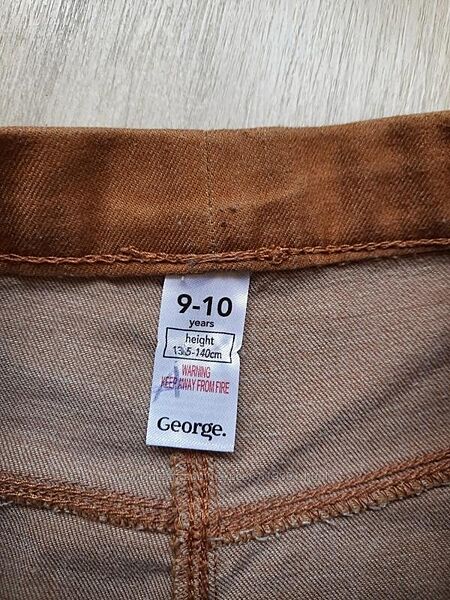 9-10
years
height
135-140cm
WARNING
KEEP AWAY FROM FIRE
George.